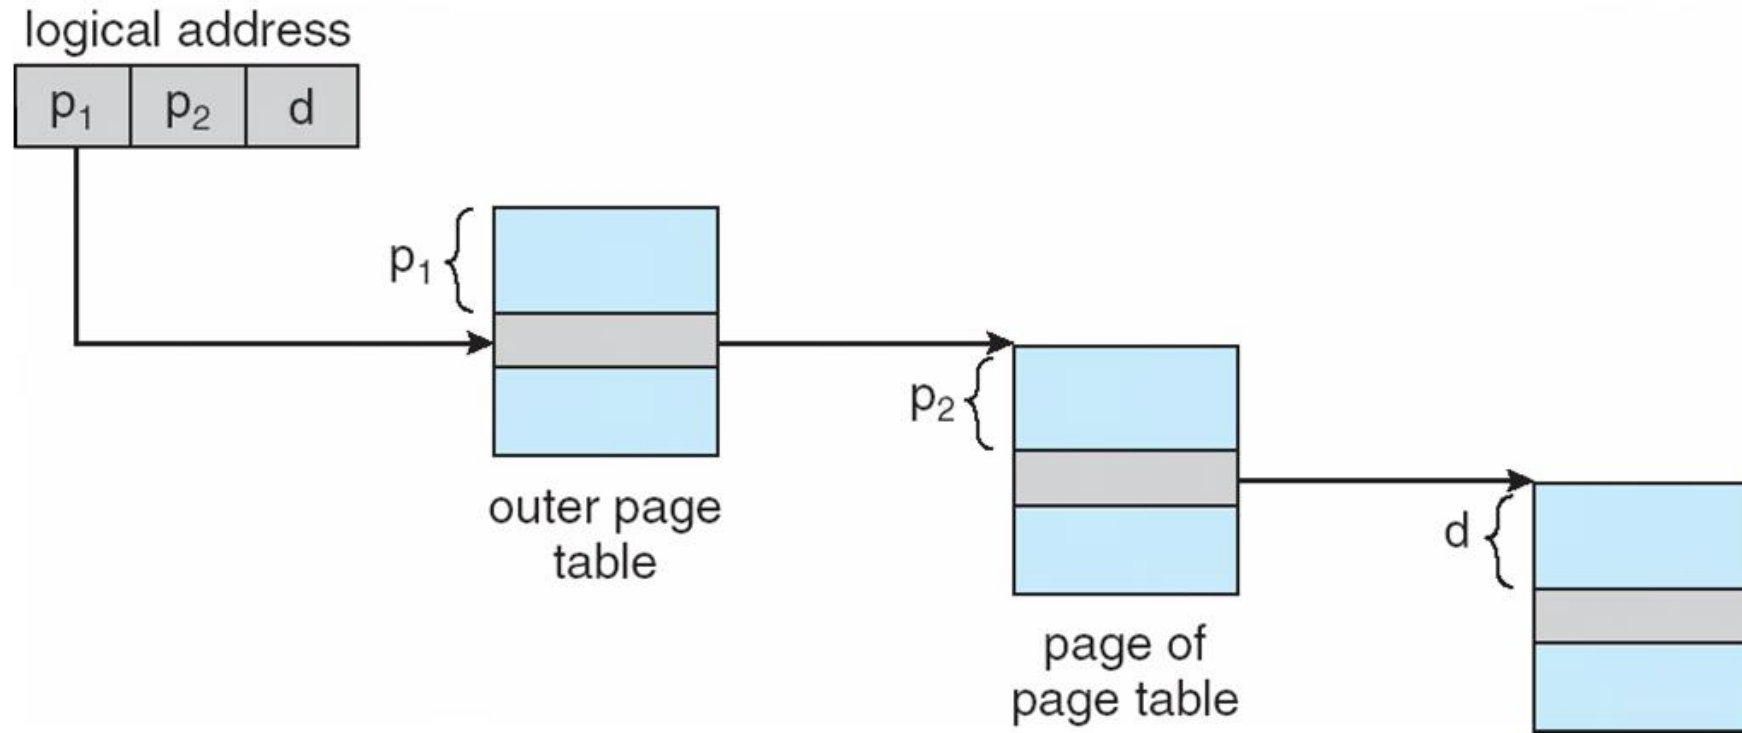 logical address
p₁ p₂ d
p₁
outer page
table
p₂
page of
page table
d